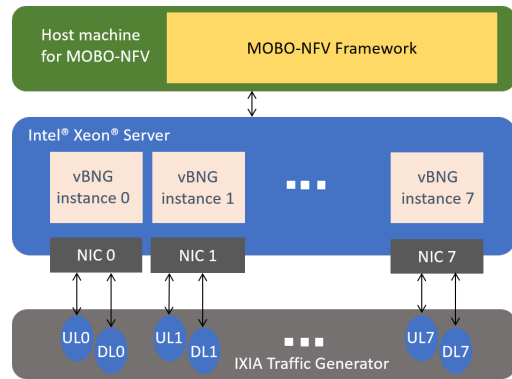 Host machine
for MOBO-NFV
MOBO-NFV Framework
Intel® Xeon® Server
vBNG
instance 0
vBNG
instance 1
vBNG
instance 7
NIC 0
NIC 1
NIC 7
UL0
DL0
UL1
DL1
UL7
DL7
IXIA Traffic Generator